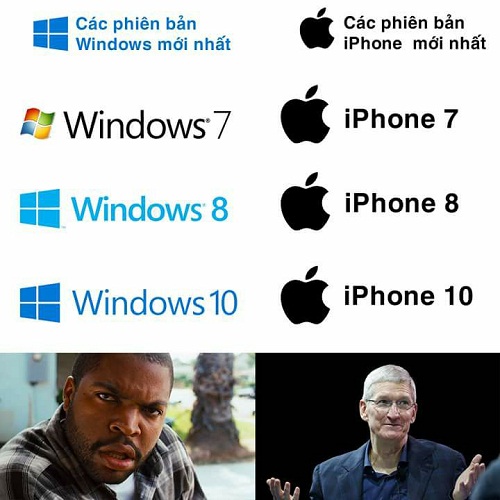 Các phiên bản
Windows mới nhất
Các phiên bản
iPhone mới nhất
Windows 7
iPhone 7
Windows 8
iPhone 8
Windows 10
iPhone 10